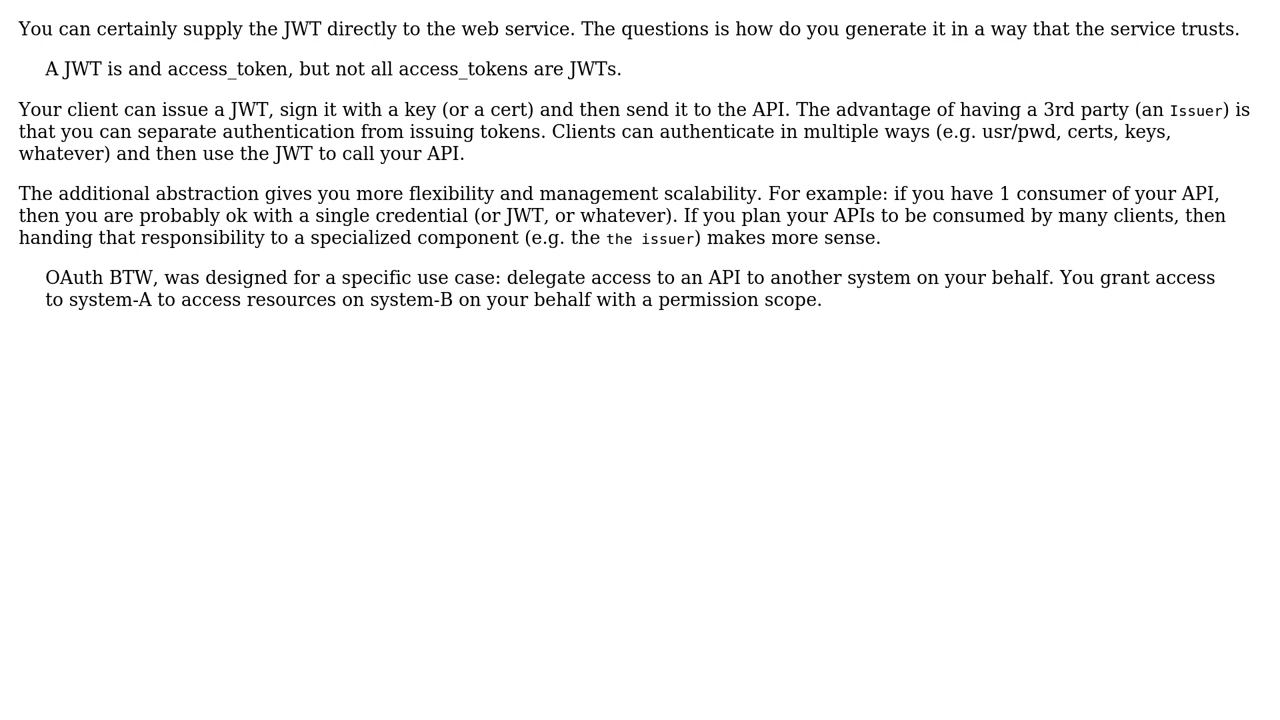 You can certainly supply the JWT directly to the web service. The questions is how do you generate it in a way that the service trusts.
A JWT is and access_token, but not all access_tokens are JWTs.
Your client can issue a JWT, sign it with a key (or a cert) and then send it to the API. The advantage of having a 3rd party (an Issuer) is
that you can separate authentication from issuing tokens. Clients can authenticate in multiple ways (e.g. usr/pwd, certs, keys,
whatever) and then use the JWT to call your API.
The additional abstraction gives you more flexibility and management scalability. For example: if you have 1 consumer of your API,
then you are probably ok with a single credential (or JWT, or whatever). If you plan your APIs to be consumed by many clients, then
handing that responsibility to a specialized component (e.g. the the issuer) makes more sense.
OAuth BTW, was designed for a specific use case: delegate access to an API to another system on your behalf. You grant access
to system-A to access resources on system-B on your behalf with a permission scope.